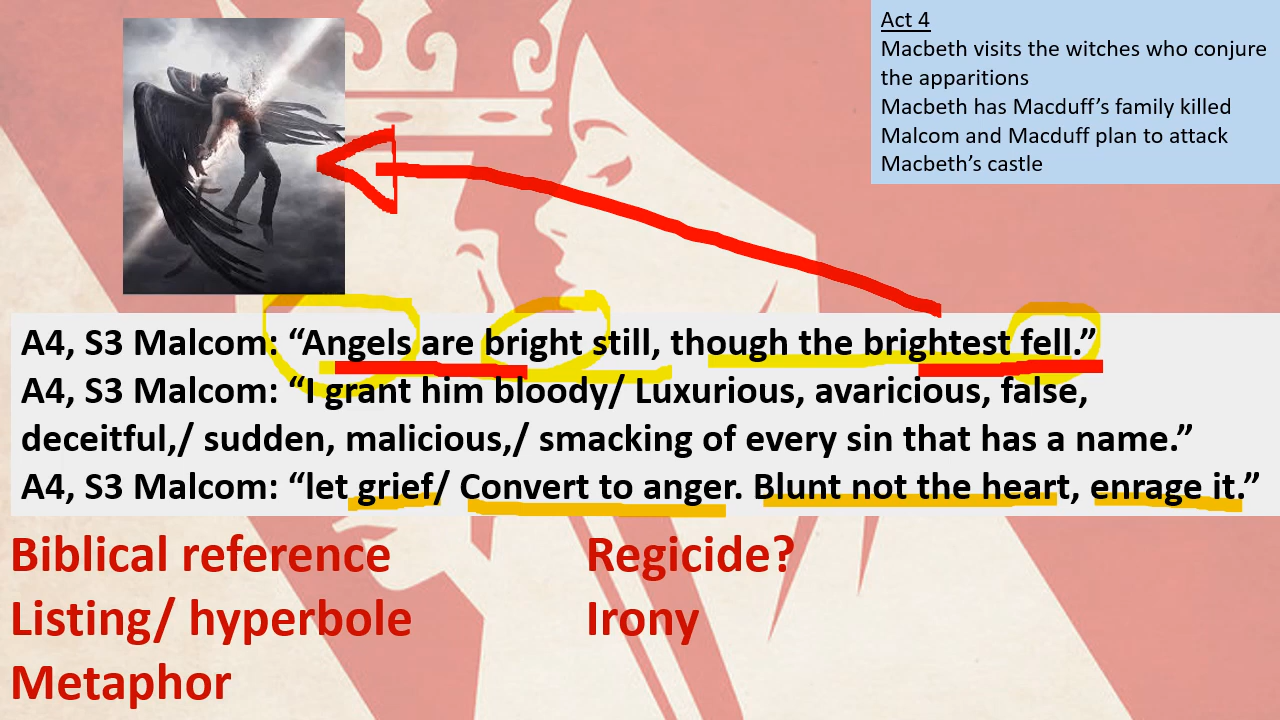 Act 4
Macbeth visits the witches who conjure
the apparitions
Macbeth has Macduff’s family killed
Malcom and Macduff plan to attack
Macbeth’s castle
A4, S3 Malcom: “Angels are bright still, though the brightest fell.”
A4, S3 Malcom: “I grant him bloody/ Luxurious, avaricious, false,
deceitful,/ sudden, malicious,/ smacking of every sin that has a name.”
A4, S3 Malcom: “let grief/ Convert to anger. Blunt not the heart, enrage it.”
Biblical reference
Listing/ hyperbole
Metaphor
Regicide?
Irony